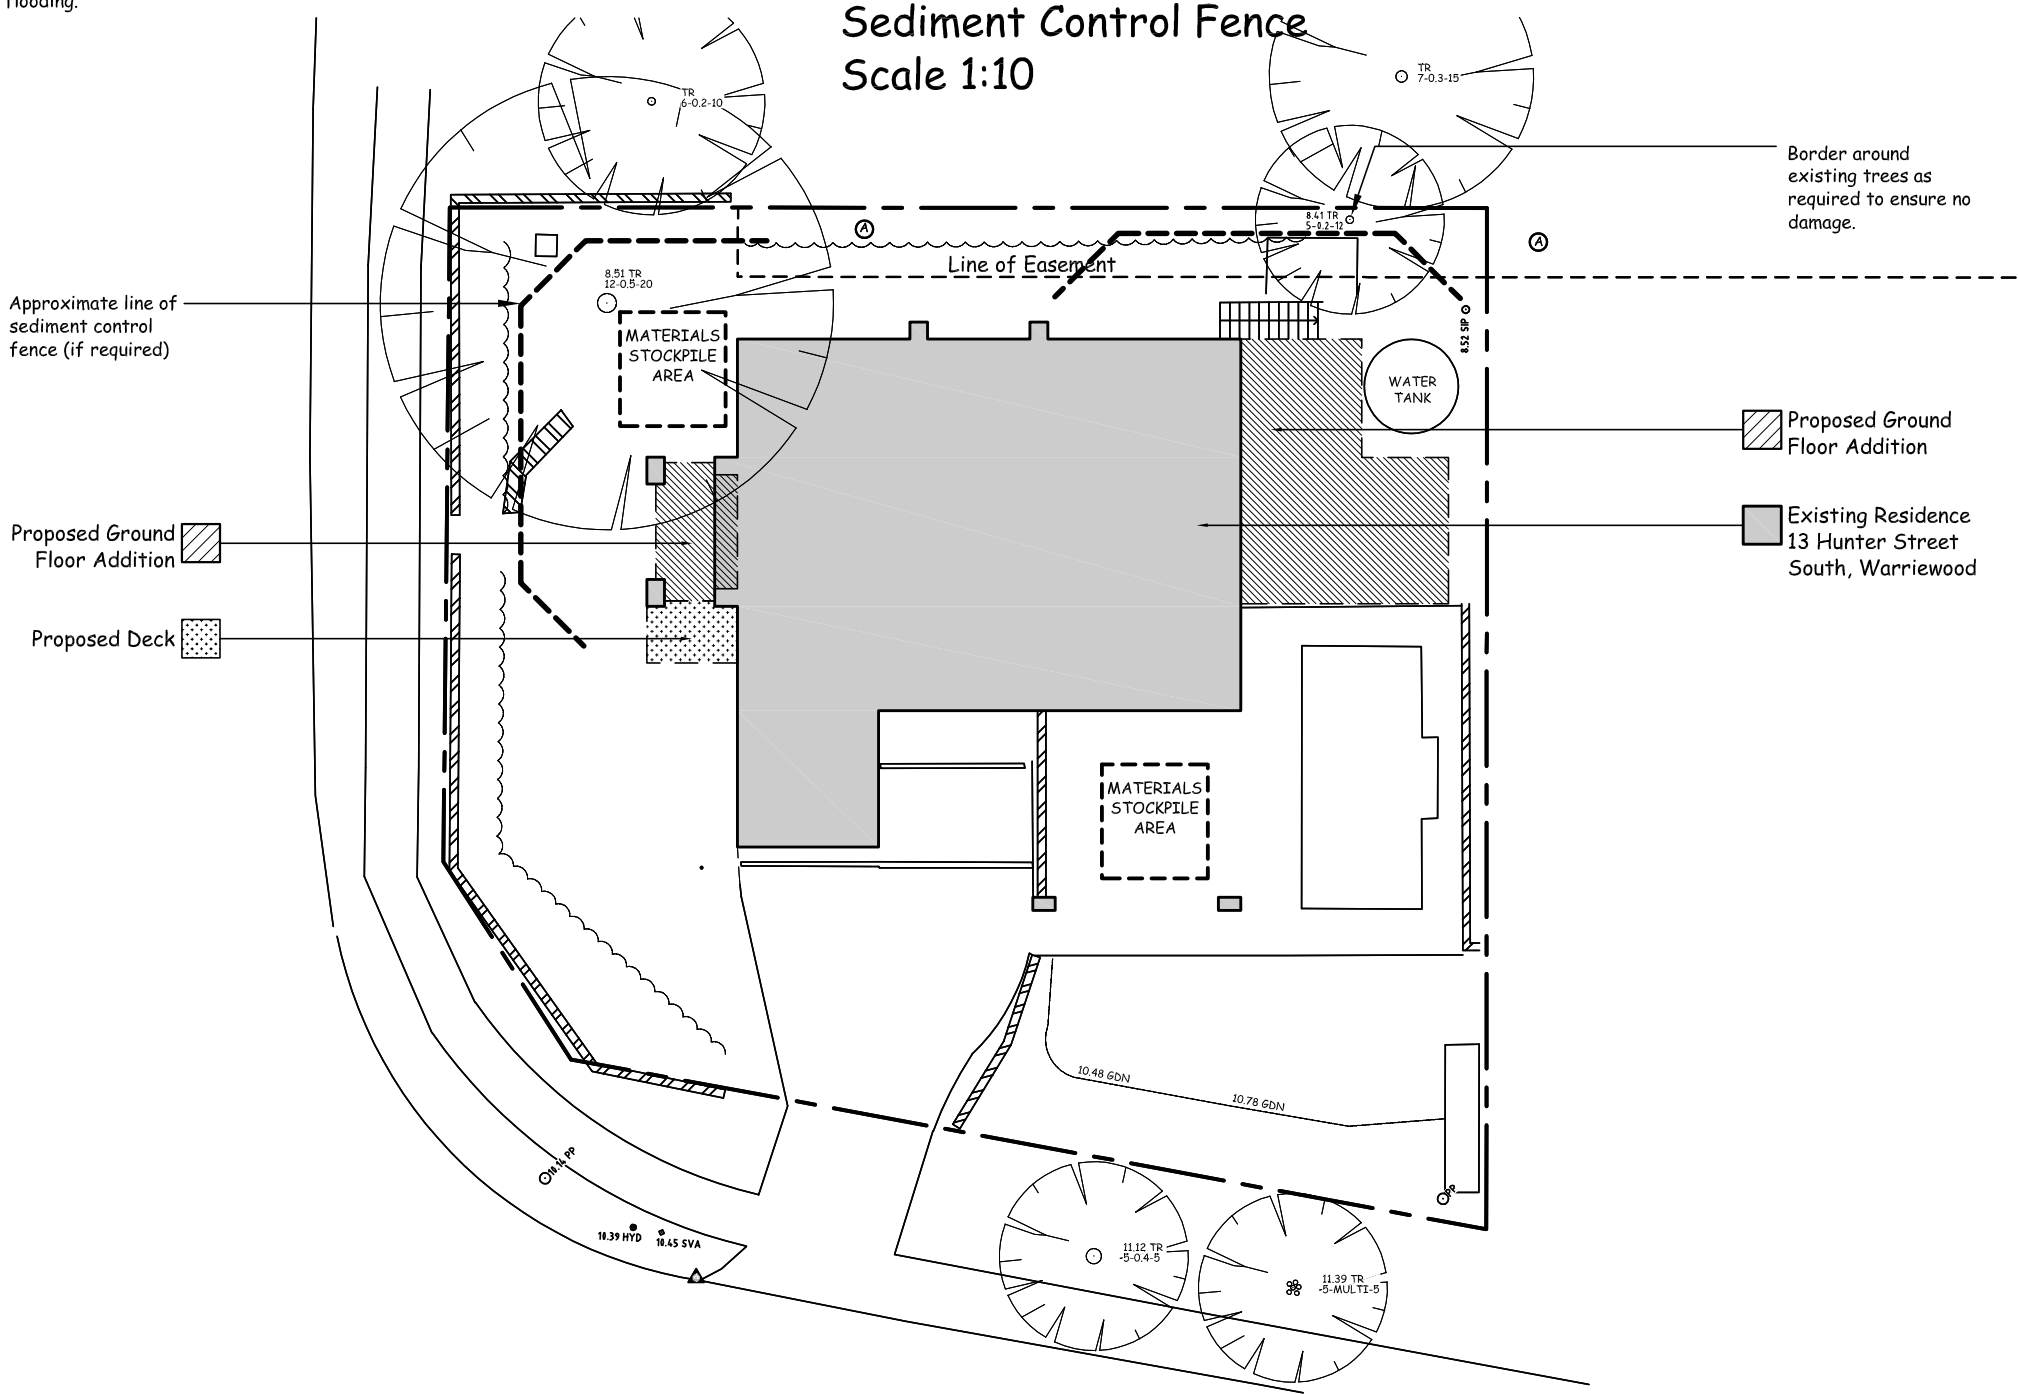 flooding.
Sediment Control Fence
Scale 1:10
TR
6-0.2-10
TR
7-0.3-15
Border around
existing trees as
required to ensure no
damage.
8.41 TR
5-0.2-12
A
A
Line of Easement
8.51 TR
12-0.5-20
Approximate line of
sediment control
fence (if required)
8.52 SIP
MATERIALS
STOCKPILE
AREA
WATER
TANK
Proposed Ground
Floor Addition
Existing Residence
13 Hunter Street
South, Warriewood
Proposed Ground
Floor Addition
Proposed Deck
MATERIALS
STOCKPILE
AREA
10.48 GDN
10.78 GDN
10.14 PP
PP
10.39 HYD
10.45 SVA
11.12 TR
-5-0.4-5
11.39 TR
-5-MULTI-5